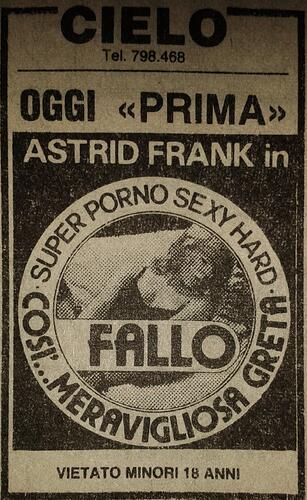 CIELO
Tel. 798.468
OGGI «PRIMA»
ASTRID FRANK in
SUPER PORNO SEXY HARD
FALLO
COSI'... MERAVIGLIOSA GRETA
VIETATO MINORI 18 ANNI